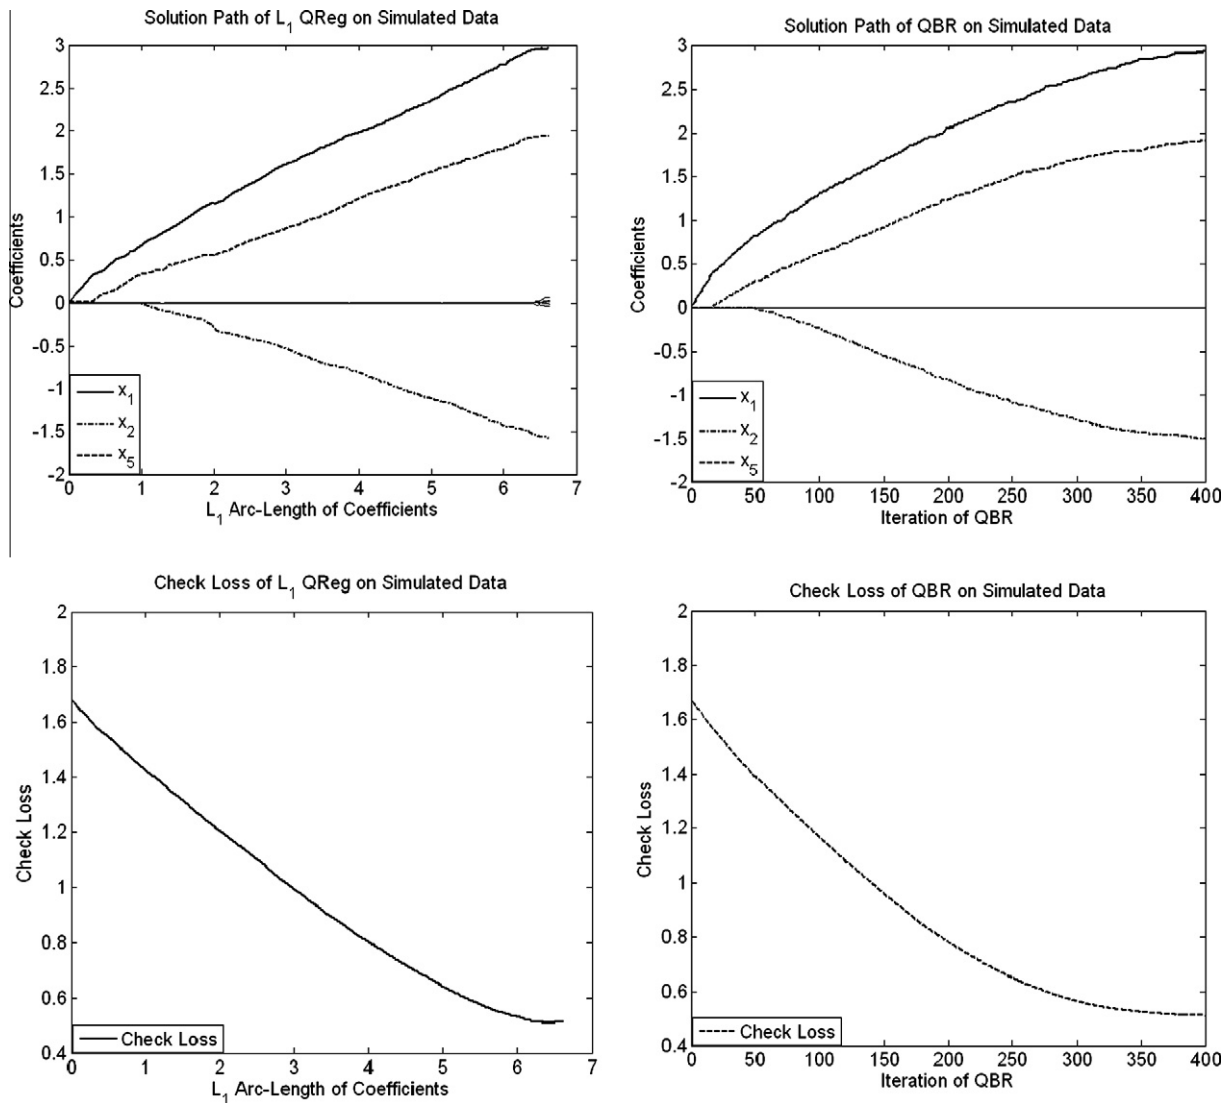 Solution Path of L1 QReg on Simulated Data
3
2.5
2
1.5
1
0.5
0
-0.5
-1
-1.5
-2
Coefficients
x1
x2
x5
0 1 2 3 4 5 6 7
L1 Arc-Length of Coefficients
Solution Path of QBR on Simulated Data
3
2.5
2
1.5
1
0.5
0
-0.5
-1
-1.5
-2
Coefficients
x1
x2
x5
0 50 100 150 200 250 300 350 400
Iteration of QBR
Check Loss of L1 QReg on Simulated Data
2
1.8
1.6
1.4
1.2
1
0.8
0.6
0.4
Check Loss
Check Loss
0 1 2 3 4 5 6 7
L1 Arc-Length of Coefficients
Check Loss of QBR on Simulated Data
2
1.8
1.6
1.4
1.2
1
0.8
0.6
0.4
Check Loss
Check Loss
0 50 100 150 200 250 300 350 400
Iteration of QBR